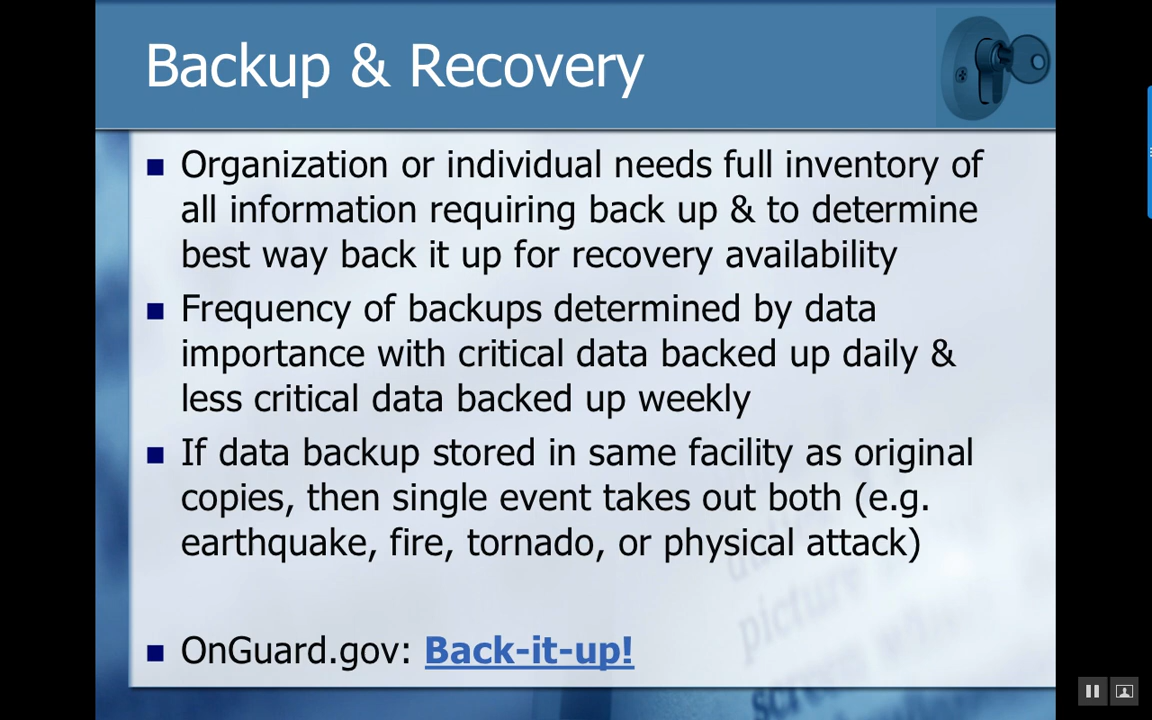 Backup & Recovery
Organization or individual needs full inventory of
all information requiring back up & to determine
best way back it up for recovery availability
Frequency of backups determined by data
importance with critical data backed up daily &
less critical data backed up weekly
If data backup stored in same facility as original
copies, then single event takes out both (e.g.
earthquake, fire, tornado, or physical attack)
OnGuard.gov: Back-it-up!
picture
screen